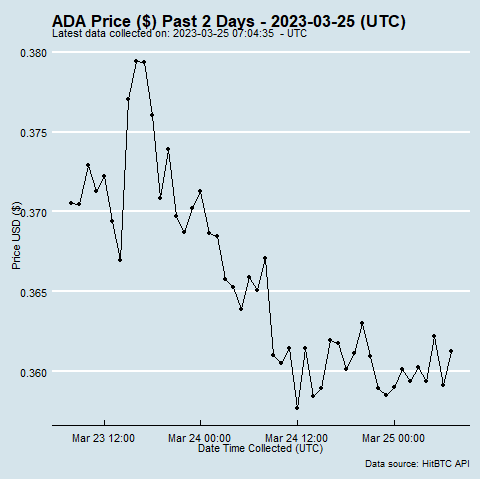 ADA Price ($) Past 2 Days - 2023-03-25 (UTC)
Latest data collected on: 2023-03-25 07:04:35 - UTC
0.380
0.375
0.370
0.365
0.360
Price USD ($)
Mar 23 12:00 Mar 24 00:00 Mar 24 12:00 Mar 25 00:00
Date Time Collected (UTC)
Data source: HitBTC API